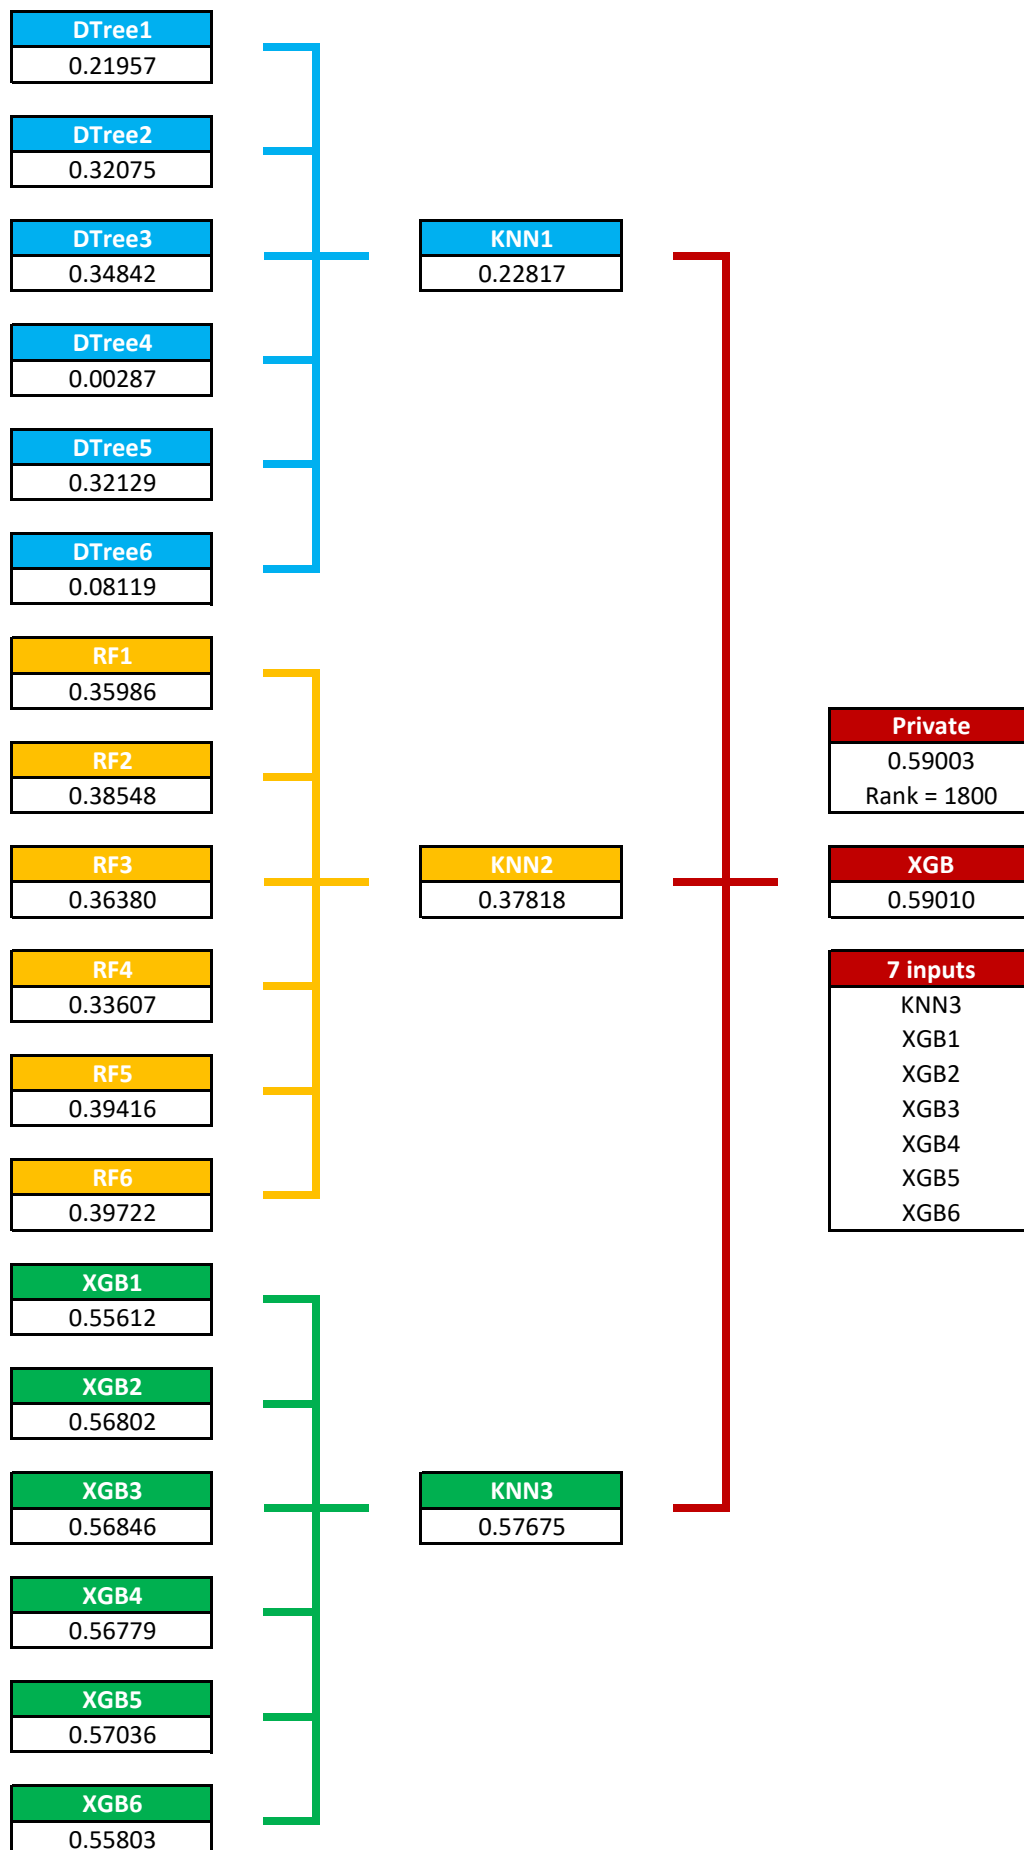 DTree1
0.21957
DTree2
0.32075
DTree3
0.34842
DTree4
0.00287
DTree5
0.32129
DTree6
0.08119
RF1
0.35986
RF2
0.38548
RF3
0.36380
RF4
0.33607
RF5
0.39416
RF6
0.39722
XGB1
0.55612
XGB2
0.56802
XGB3
0.56846
XGB4
0.56779
XGB5
0.57036
XGB6
0.55803
KNN1
0.22817
KNN2
0.37818
KNN3
0.57675
Private
0.59003
Rank = 1800
XGB
0.59010
7 inputs
KNN3
XGB1
XGB2
XGB3
XGB4
XGB5
XGB6